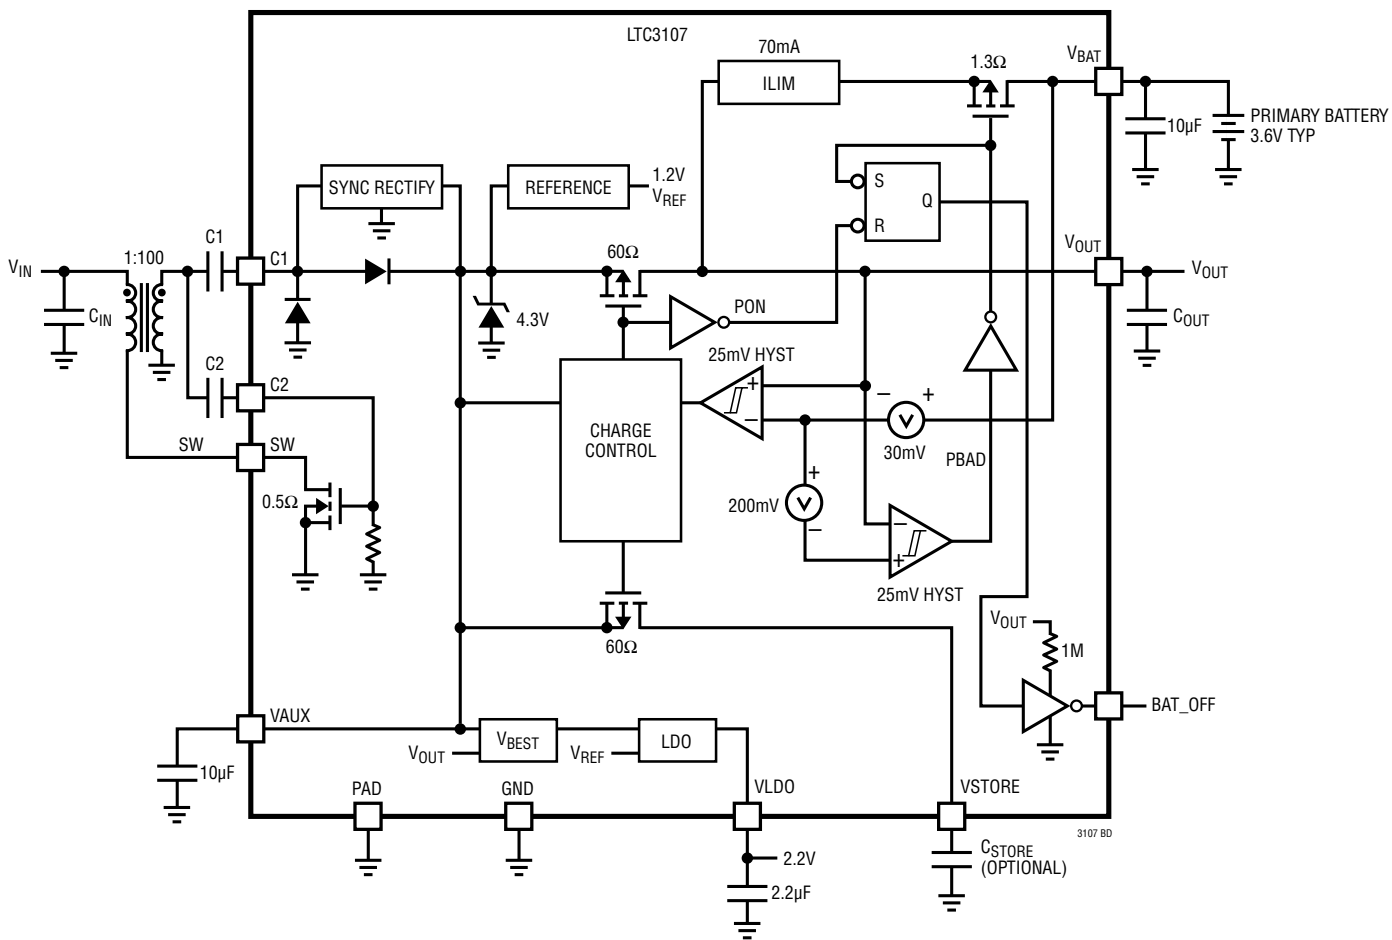 LTC3107
70mA
ILIM
1.3Ω
VBAT
10µF
PRIMARY BATTERY
3.6V TYP
SYNC RECTIFY
REFERENCE
1.2V
VREF
S
Q
R
VIN
CIN
1:100
C1
C1
60Ω
VOUT
VOUT
COUT
4.3V
PON
25mV HYST
+
–
C2
C2
SW
SW
0.5Ω
CHARGE
CONTROL
– +
V
30mV
PBAD
+
200mV
V
–
–
+
25mV HYST
60Ω
VOUT
1M
BAT_OFF
VAUX
10µF
VOUT
VBEST
VREF
LDO
PAD
GND
VLDO
VSTORE
3107 BD
2.2V
2.2µF
CSTORE
(OPTIONAL)